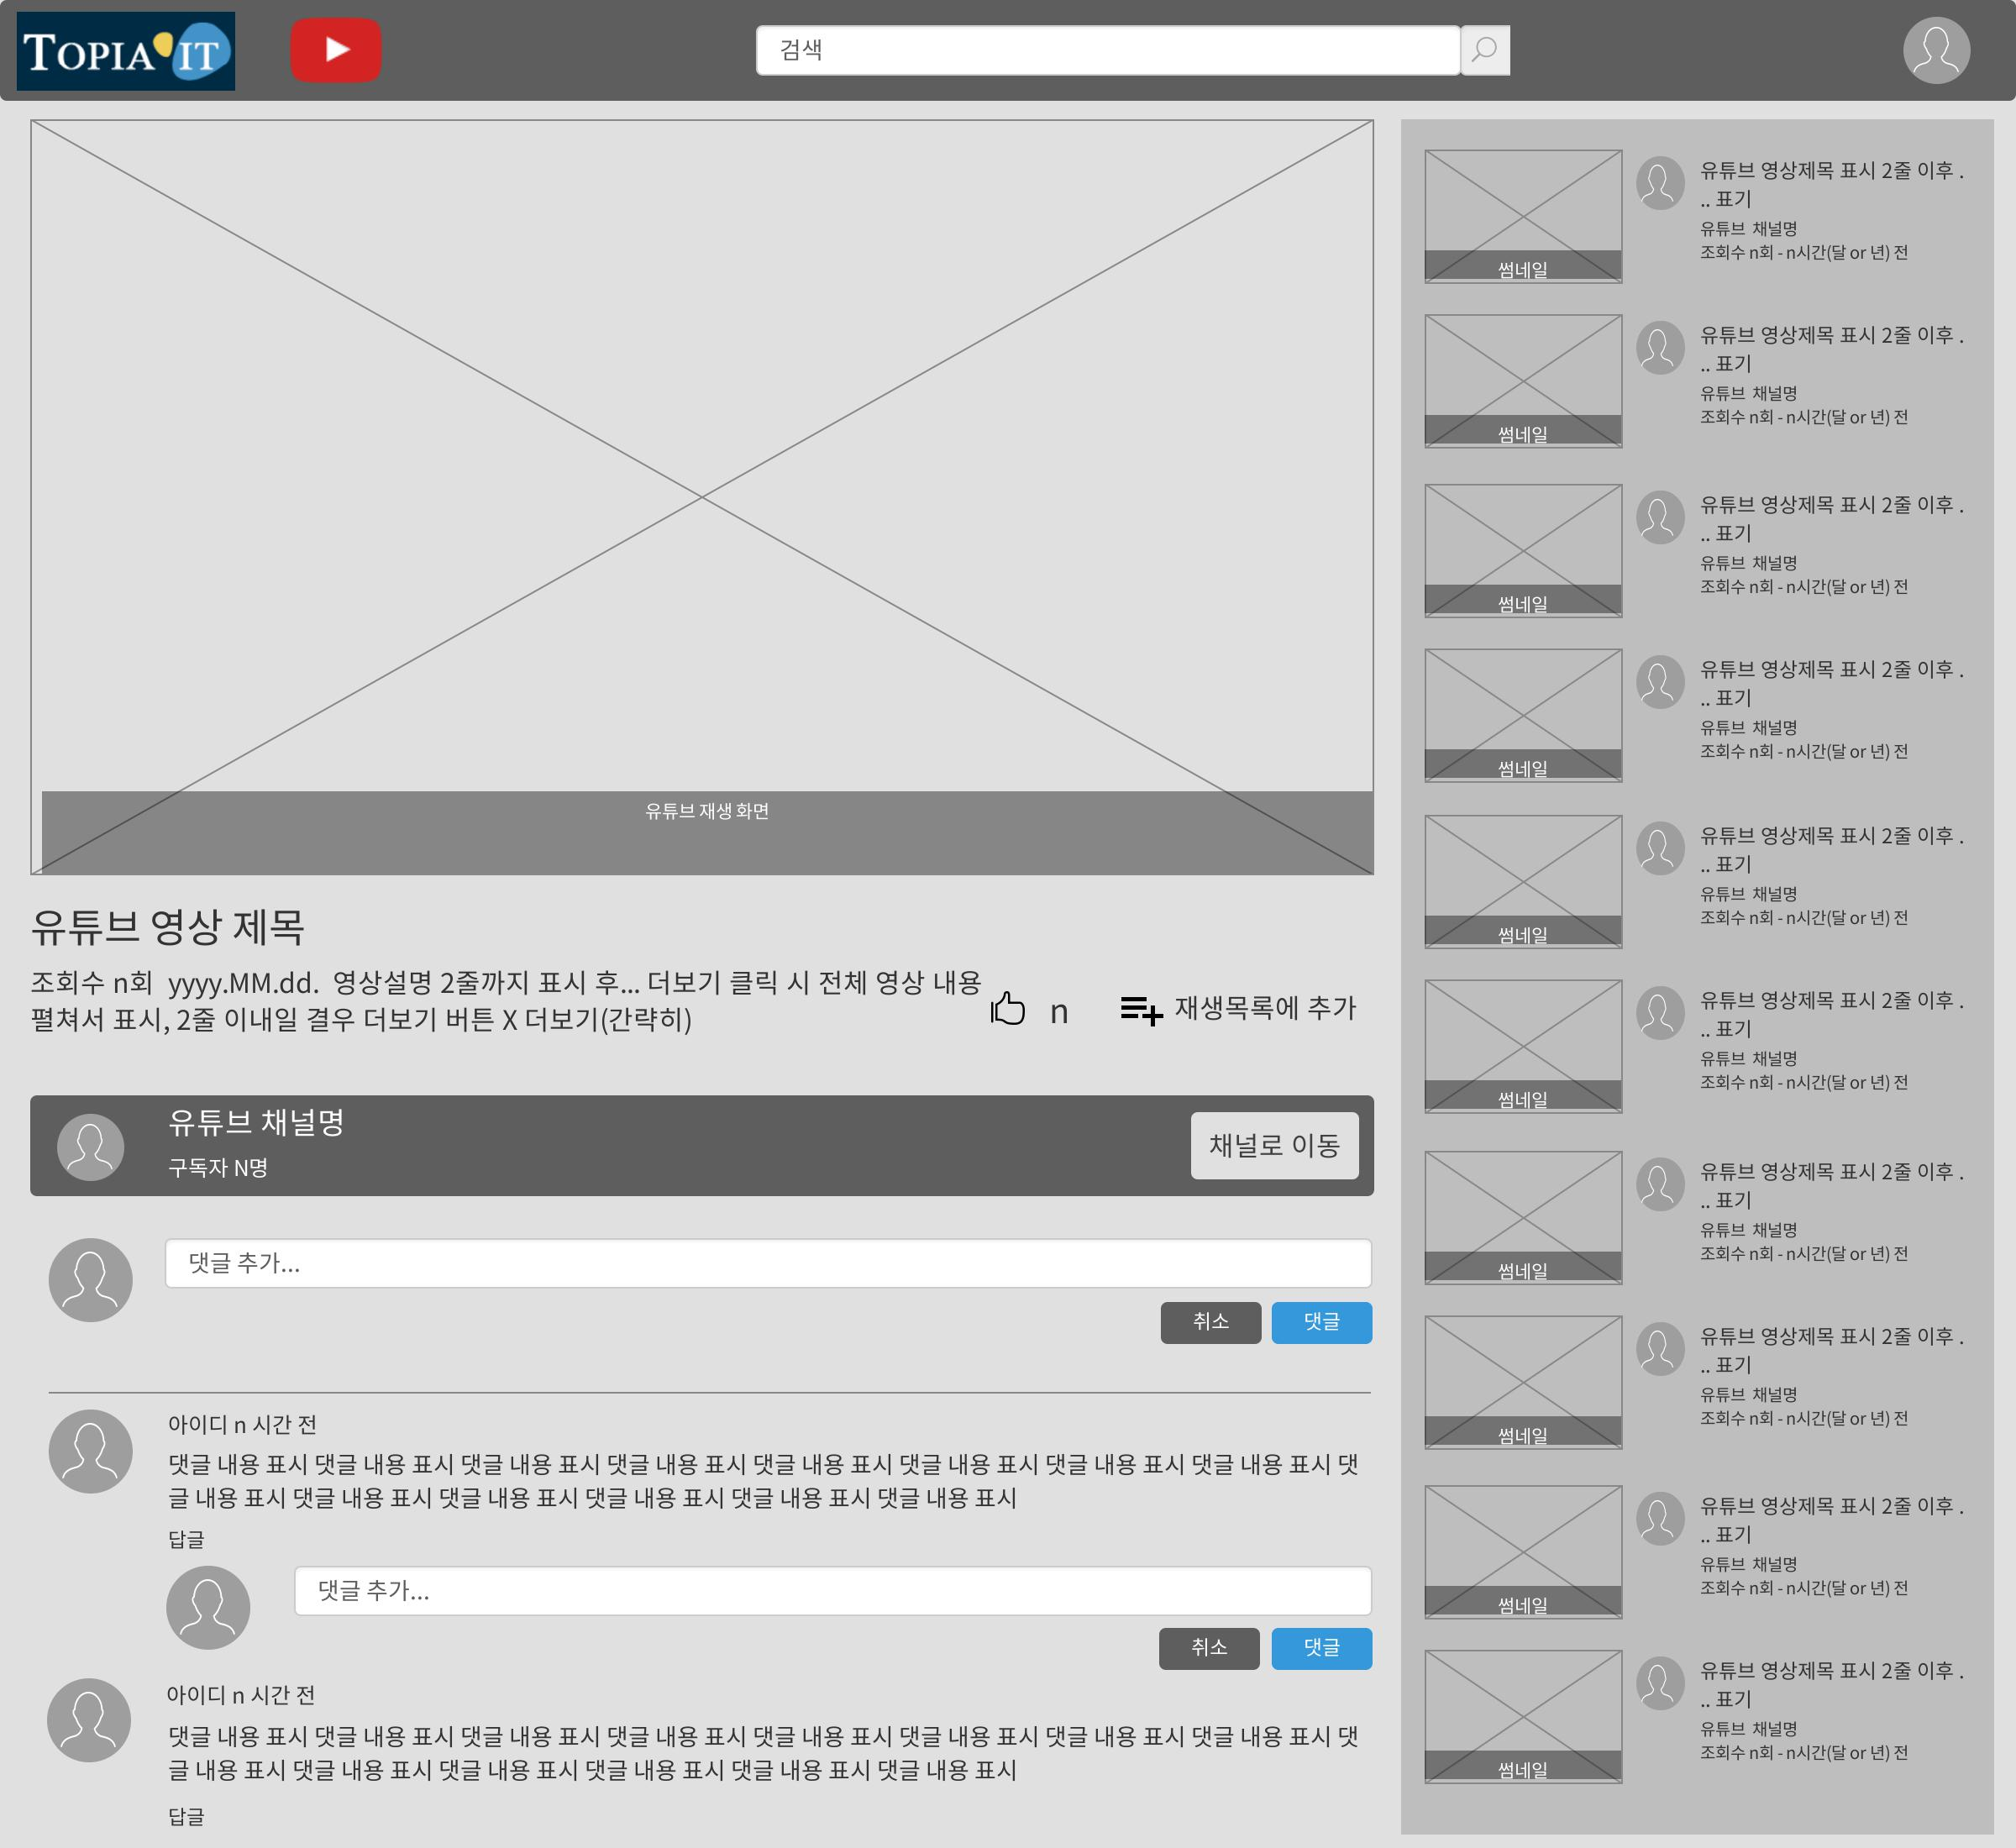 TOPIA IT
검색
유튜브 재생 화면
유튜브 영상 제목
조회수 n회 yyyy.MM.dd. 영상설명 2줄까지 표시 후... 더보기 클릭 시 전체 영상 내용
펼쳐서 표시, 2줄 이내일 결우 더보기 버튼 X 더보기(간략히)
n
재생목록에 추가
유튜브 채널명
구독자 N명
채널로 이동
댓글 추가...
취소
댓글
아이디 n 시간 전
댓글 내용 표시 댓글 내용 표시 댓글 내용 표시 댓글 내용 표시 댓글 내용 표시 댓글 내용 표시 댓글 내용 표시 댓글 내용 표시 댓
글 내용 표시 댓글 내용 표시 댓글 내용 표시 댓글 내용 표시 댓글 내용 표시 댓글 내용 표시
답글
댓글 추가...
취소
댓글
아이디 n 시간 전
댓글 내용 표시 댓글 내용 표시 댓글 내용 표시 댓글 내용 표시 댓글 내용 표시 댓글 내용 표시 댓글 내용 표시 댓글 내용 표시 댓
글 내용 표시 댓글 내용 표시 댓글 내용 표시 댓글 내용 표시 댓글 내용 표시 댓글 내용 표시
답글
썸네일
유튜브 영상제목 표시 2줄 이후 .
.. 표기
유튜브 채널명
조회수 n회 - n시간(달 or 년) 전
썸네일
유튜브 영상제목 표시 2줄 이후 .
.. 표기
유튜브 채널명
조회수 n회 - n시간(달 or 년) 전
썸네일
유튜브 영상제목 표시 2줄 이후 .
.. 표기
유튜브 채널명
조회수 n회 - n시간(달 or 년) 전
썸네일
유튜브 영상제목 표시 2줄 이후 .
.. 표기
유튜브 채널명
조회수 n회 - n시간(달 or 년) 전
썸네일
유튜브 영상제목 표시 2줄 이후 .
.. 표기
유튜브 채널명
조회수 n회 - n시간(달 or 년) 전
썸네일
유튜브 영상제목 표시 2줄 이후 .
.. 표기
유튜브 채널명
조회수 n회 - n시간(달 or 년) 전
썸네일
유튜브 영상제목 표시 2줄 이후 .
.. 표기
유튜브 채널명
조회수 n회 - n시간(달 or 년) 전
썸네일
유튜브 영상제목 표시 2줄 이후 .
.. 표기
유튜브 채널명
조회수 n회 - n시간(달 or 년) 전
썸네일
유튜브 영상제목 표시 2줄 이후 .
.. 표기
유튜브 채널명
조회수 n회 - n시간(달 or 년) 전
썸네일
유튜브 영상제목 표시 2줄 이후 .
.. 표기
유튜브 채널명
조회수 n회 - n시간(달 or 년) 전